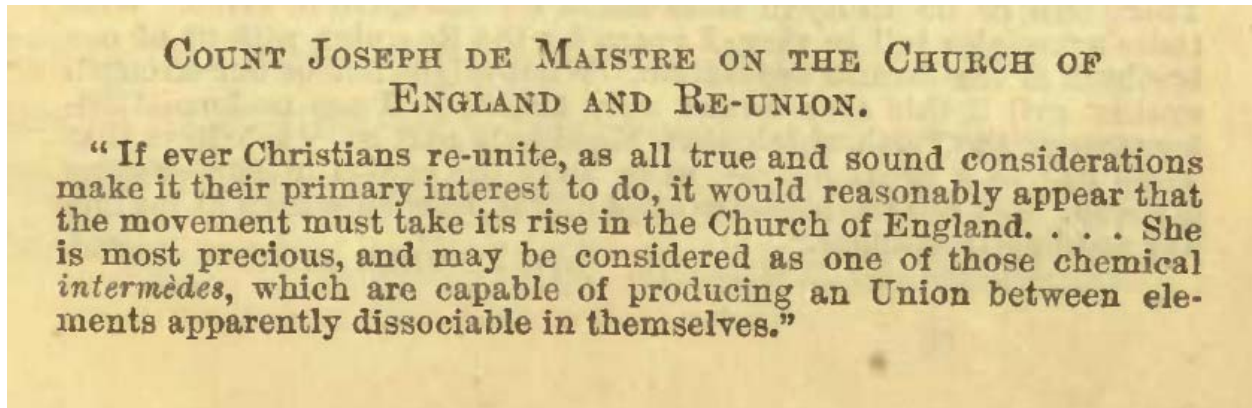 COUNT JOSEPH DE MAISTRE ON THE CHURCH OF
ENGLAND AND RE-UNION.
“If ever Christians re-unite, as all true and sound considerations
make it their primary interest to do, it would reasonably appear that
the movement must take its rise in the Church of England. . . . She
is most precious, and may be considered as one of those chemical
intermèdes, which are capable of producing an Union between ele-
ments apparently dissociable in themselves.”